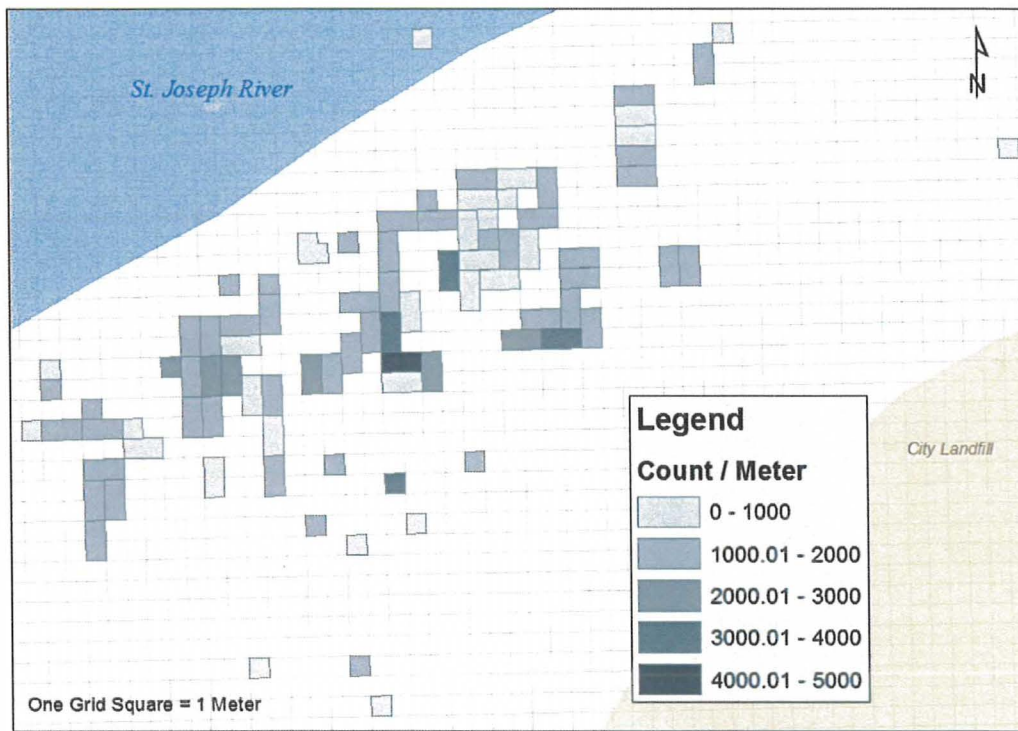 St. Joseph River
N
Legend
Count / Meter
0 - 1000
1000.01 - 2000
2000.01 - 3000
3000.01 - 4000
4000.01 - 5000
City Landfill
One Grid Square = 1 Meter